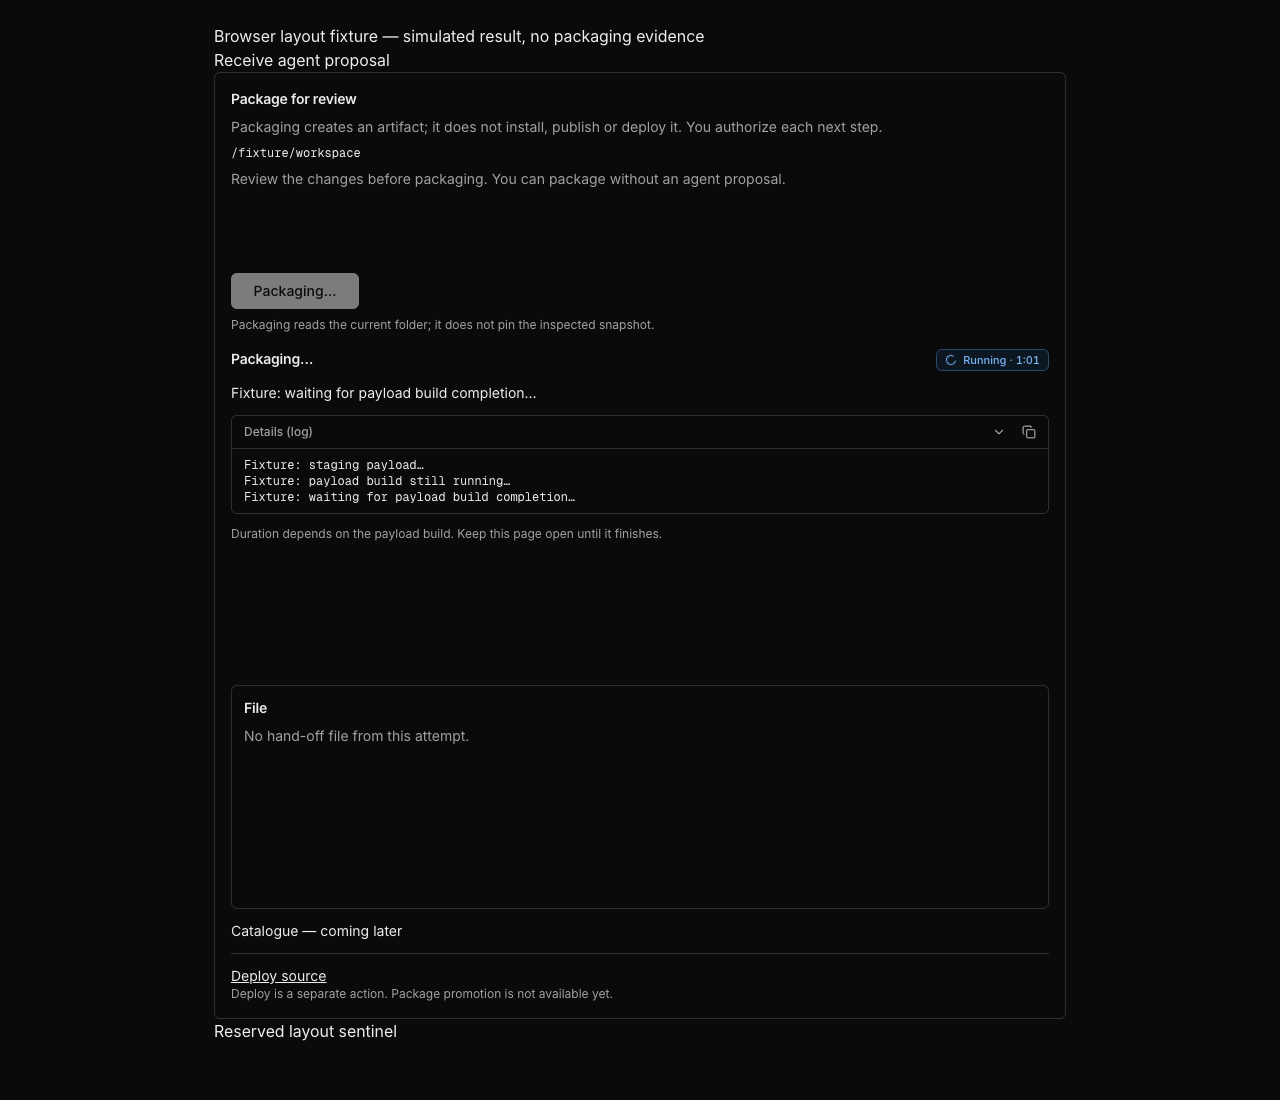 Browser layout fixture — simulated result, no packaging evidence
Receive agent proposal
Package for review
Packaging creates an artifact; it does not install, publish or deploy it. You authorize each next step.
/fixture/workspace
Review the changes before packaging. You can package without an agent proposal.
Packaging…
Packaging reads the current folder; it does not pin the inspected snapshot.
Packaging…
Running · 1:01
Fixture: waiting for payload build completion…
Details (log)
Fixture: staging payload…
Fixture: payload build still running…
Fixture: waiting for payload build completion…
Duration depends on the payload build. Keep this page open until it finishes.
File
No hand-off file from this attempt.
Catalogue — coming later
Deploy source
Deploy is a separate action. Package promotion is not available yet.
Reserved layout sentinel